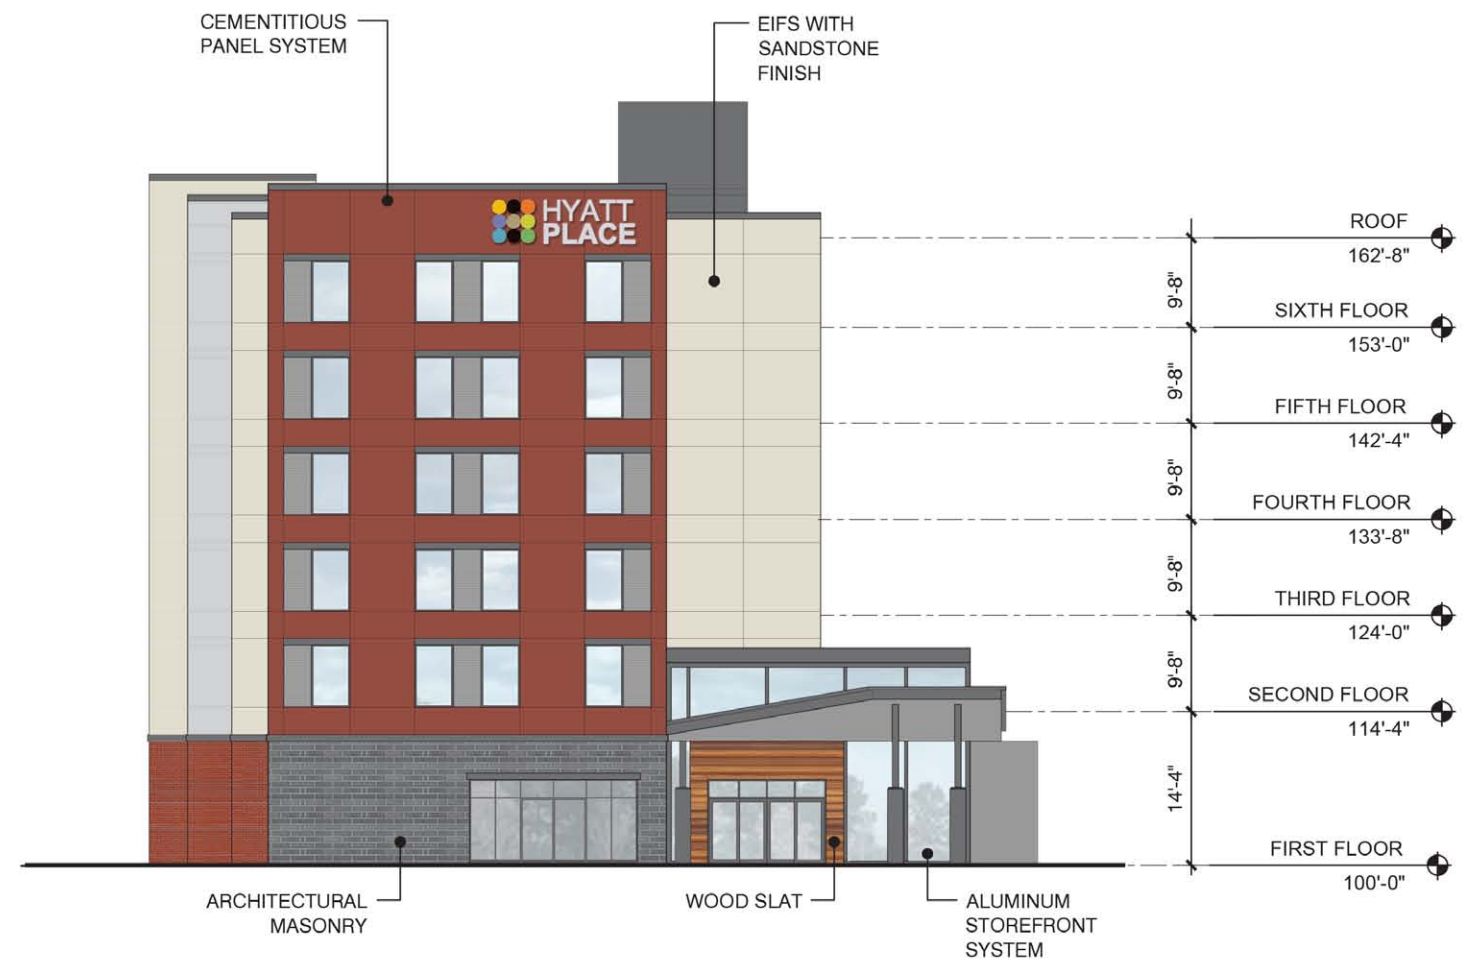 CEMENTITIOUS
PANEL SYSTEM
EIFS WITH
SANDSTONE
FINISH
HYATT
PLACE
ROOF
162'-8"
9'-8"
SIXTH FLOOR
153'-0"
9'-8"
FIFTH FLOOR
142'-4"
9'-8"
FOURTH FLOOR
133'-8"
9'-8"
THIRD FLOOR
124'-0"
9'-8"
SECOND FLOOR
114'-4"
14'-4"
FIRST FLOOR
100'-0"
ARCHITECTURAL
MASONRY
WOOD SLAT
ALUMINUM
STOREFRONT
SYSTEM